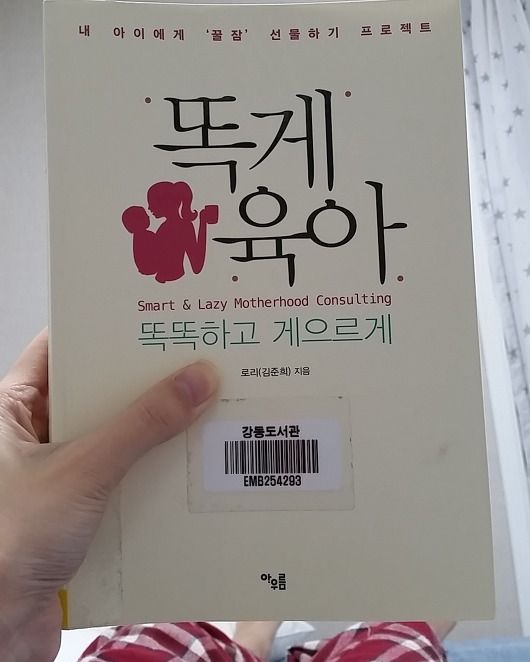 내 아이에게 '꿀잠' 선물하기 프로젝트
똑게
육아
Smart & Lazy Motherhood Consulting
똑똑하고 게으르게
로리(김준희) 지음
강동도서관
EMB254293
아우름